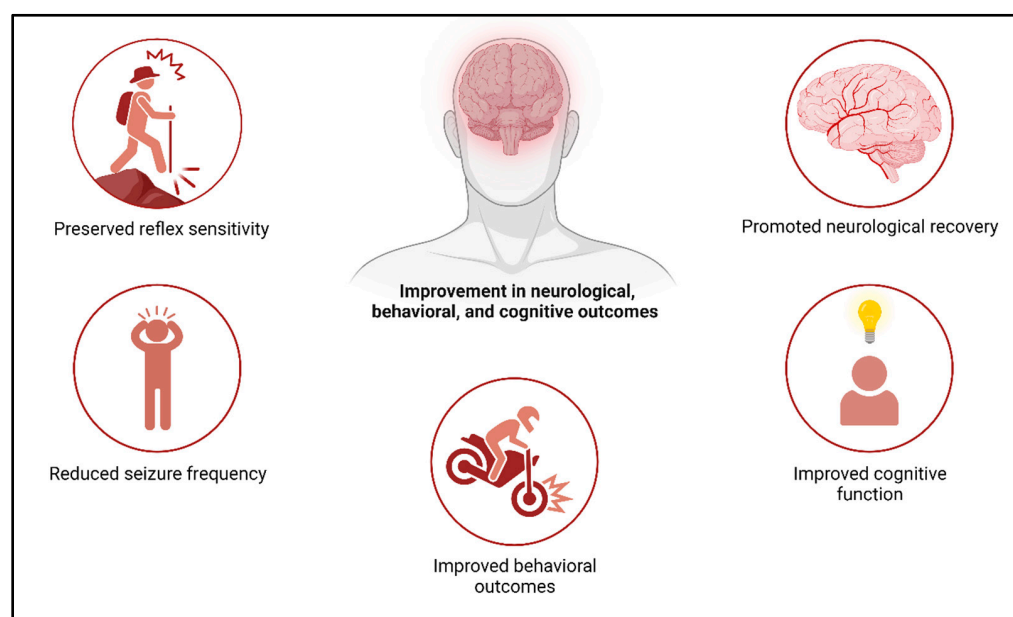 Preserved reflex sensitivity
Promoted neurological recovery
Improvement in neurological,
behavioral, and cognitive outcomes
Reduced seizure frequency
Improved cognitive
function
Improved behavioral
outcomes